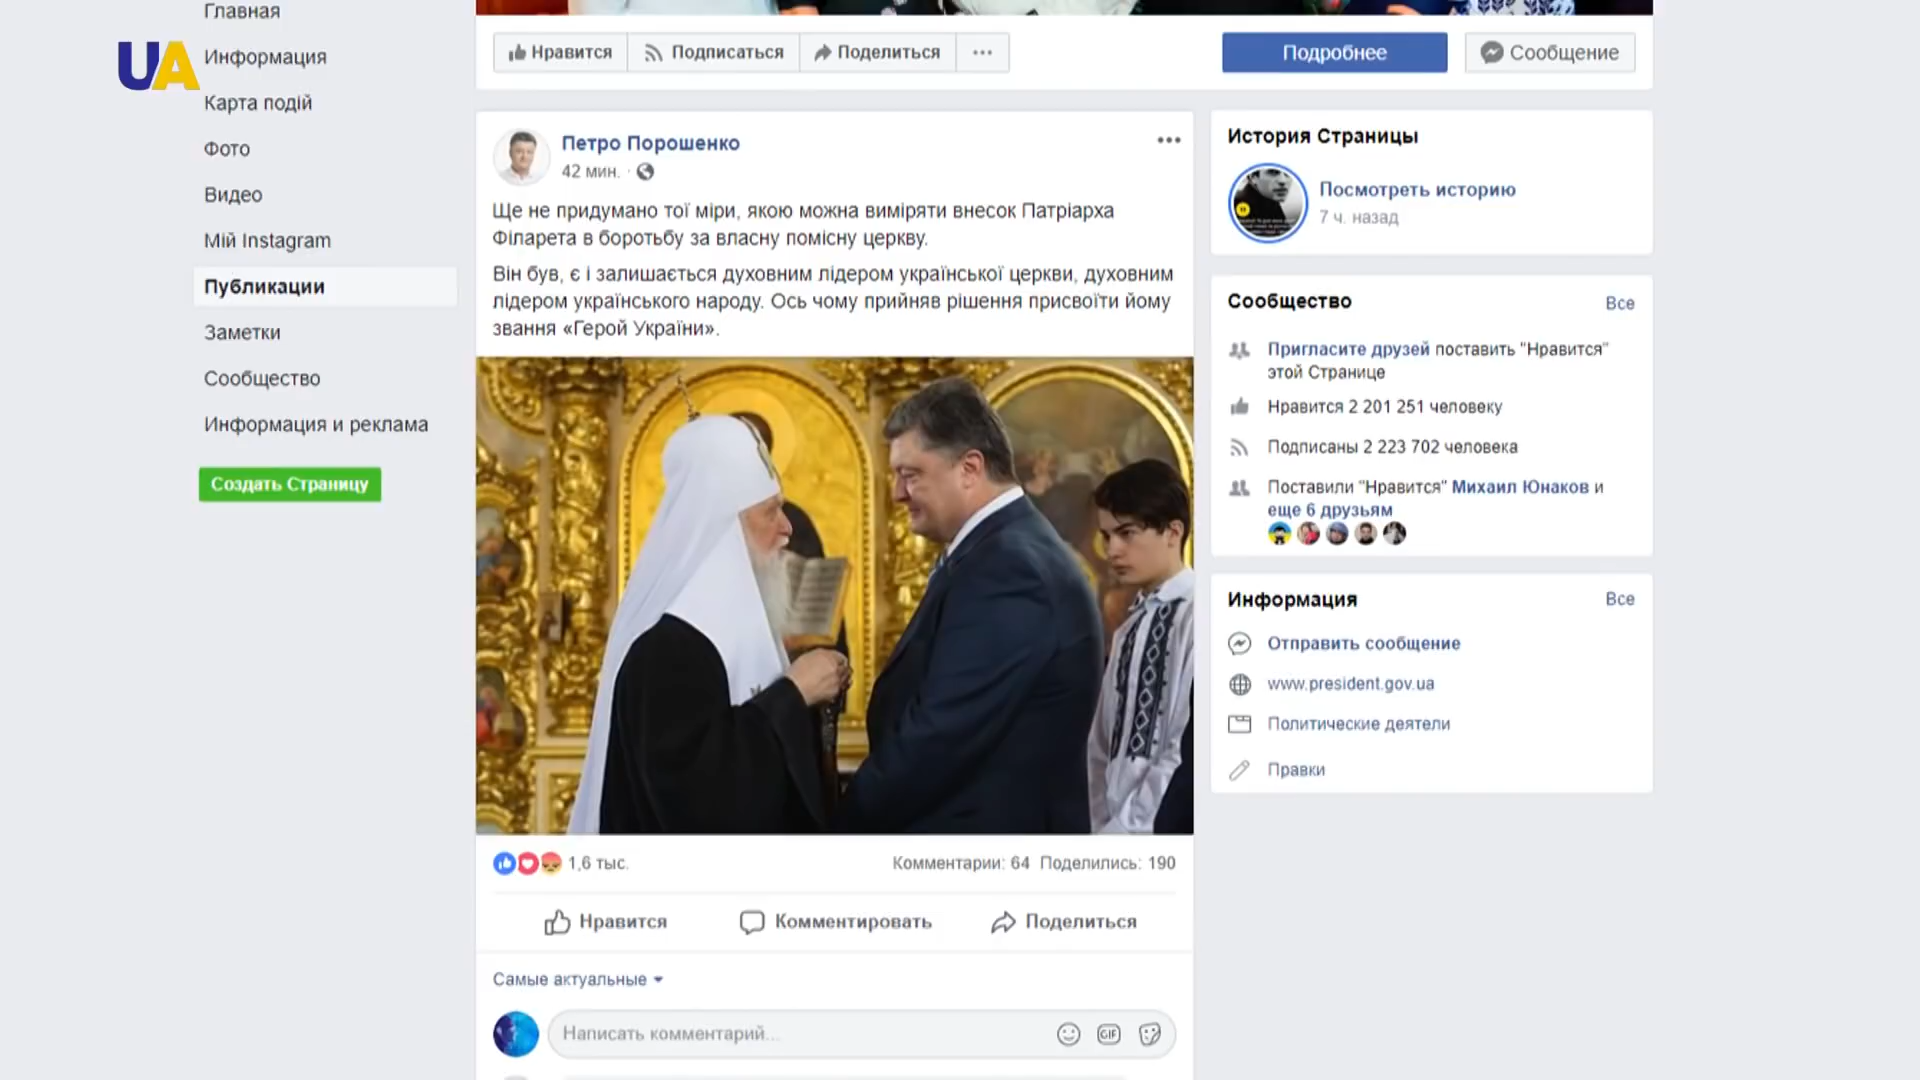 UA
Главная
Информация
Карта подій
Фото
Видео
Мій Instagram
Публикации
Заметки
Сообщество
Информация и реклама
Создать Страницу
Нравится
Подписаться
Поделиться
Подробнее
Сообщение
Петро Порошенко
42 мин.
Ще не придумано тої міри, якою можна виміряти внесок Патріарха
Філарета в боротьбу за власну помісну церкву.
Він був, є і залишається духовним лідером української церкви, духовним
лідером українського народу. Ось чому прийняв рішення присвоїти йому
звання «Герой України».
1,6 тыс.
Комментарии: 64 Поделились: 190
Нравится
Комментировать
Поделиться
Самые актуальные
Написать комментарий...
GIF
История Страницы
Посмотреть историю
7 ч. назад
Сообщество
Все
Пригласите друзей поставить "Нравится"
этой Странице
Нравится 2 201 251 человеку
Подписаны 2 223 702 человека
Поставили "Нравится" Михаил Юнаков и
еще 6 друзьям
Информация
Все
Отправить сообщение
www.president.gov.ua
Политические деятели
Правки